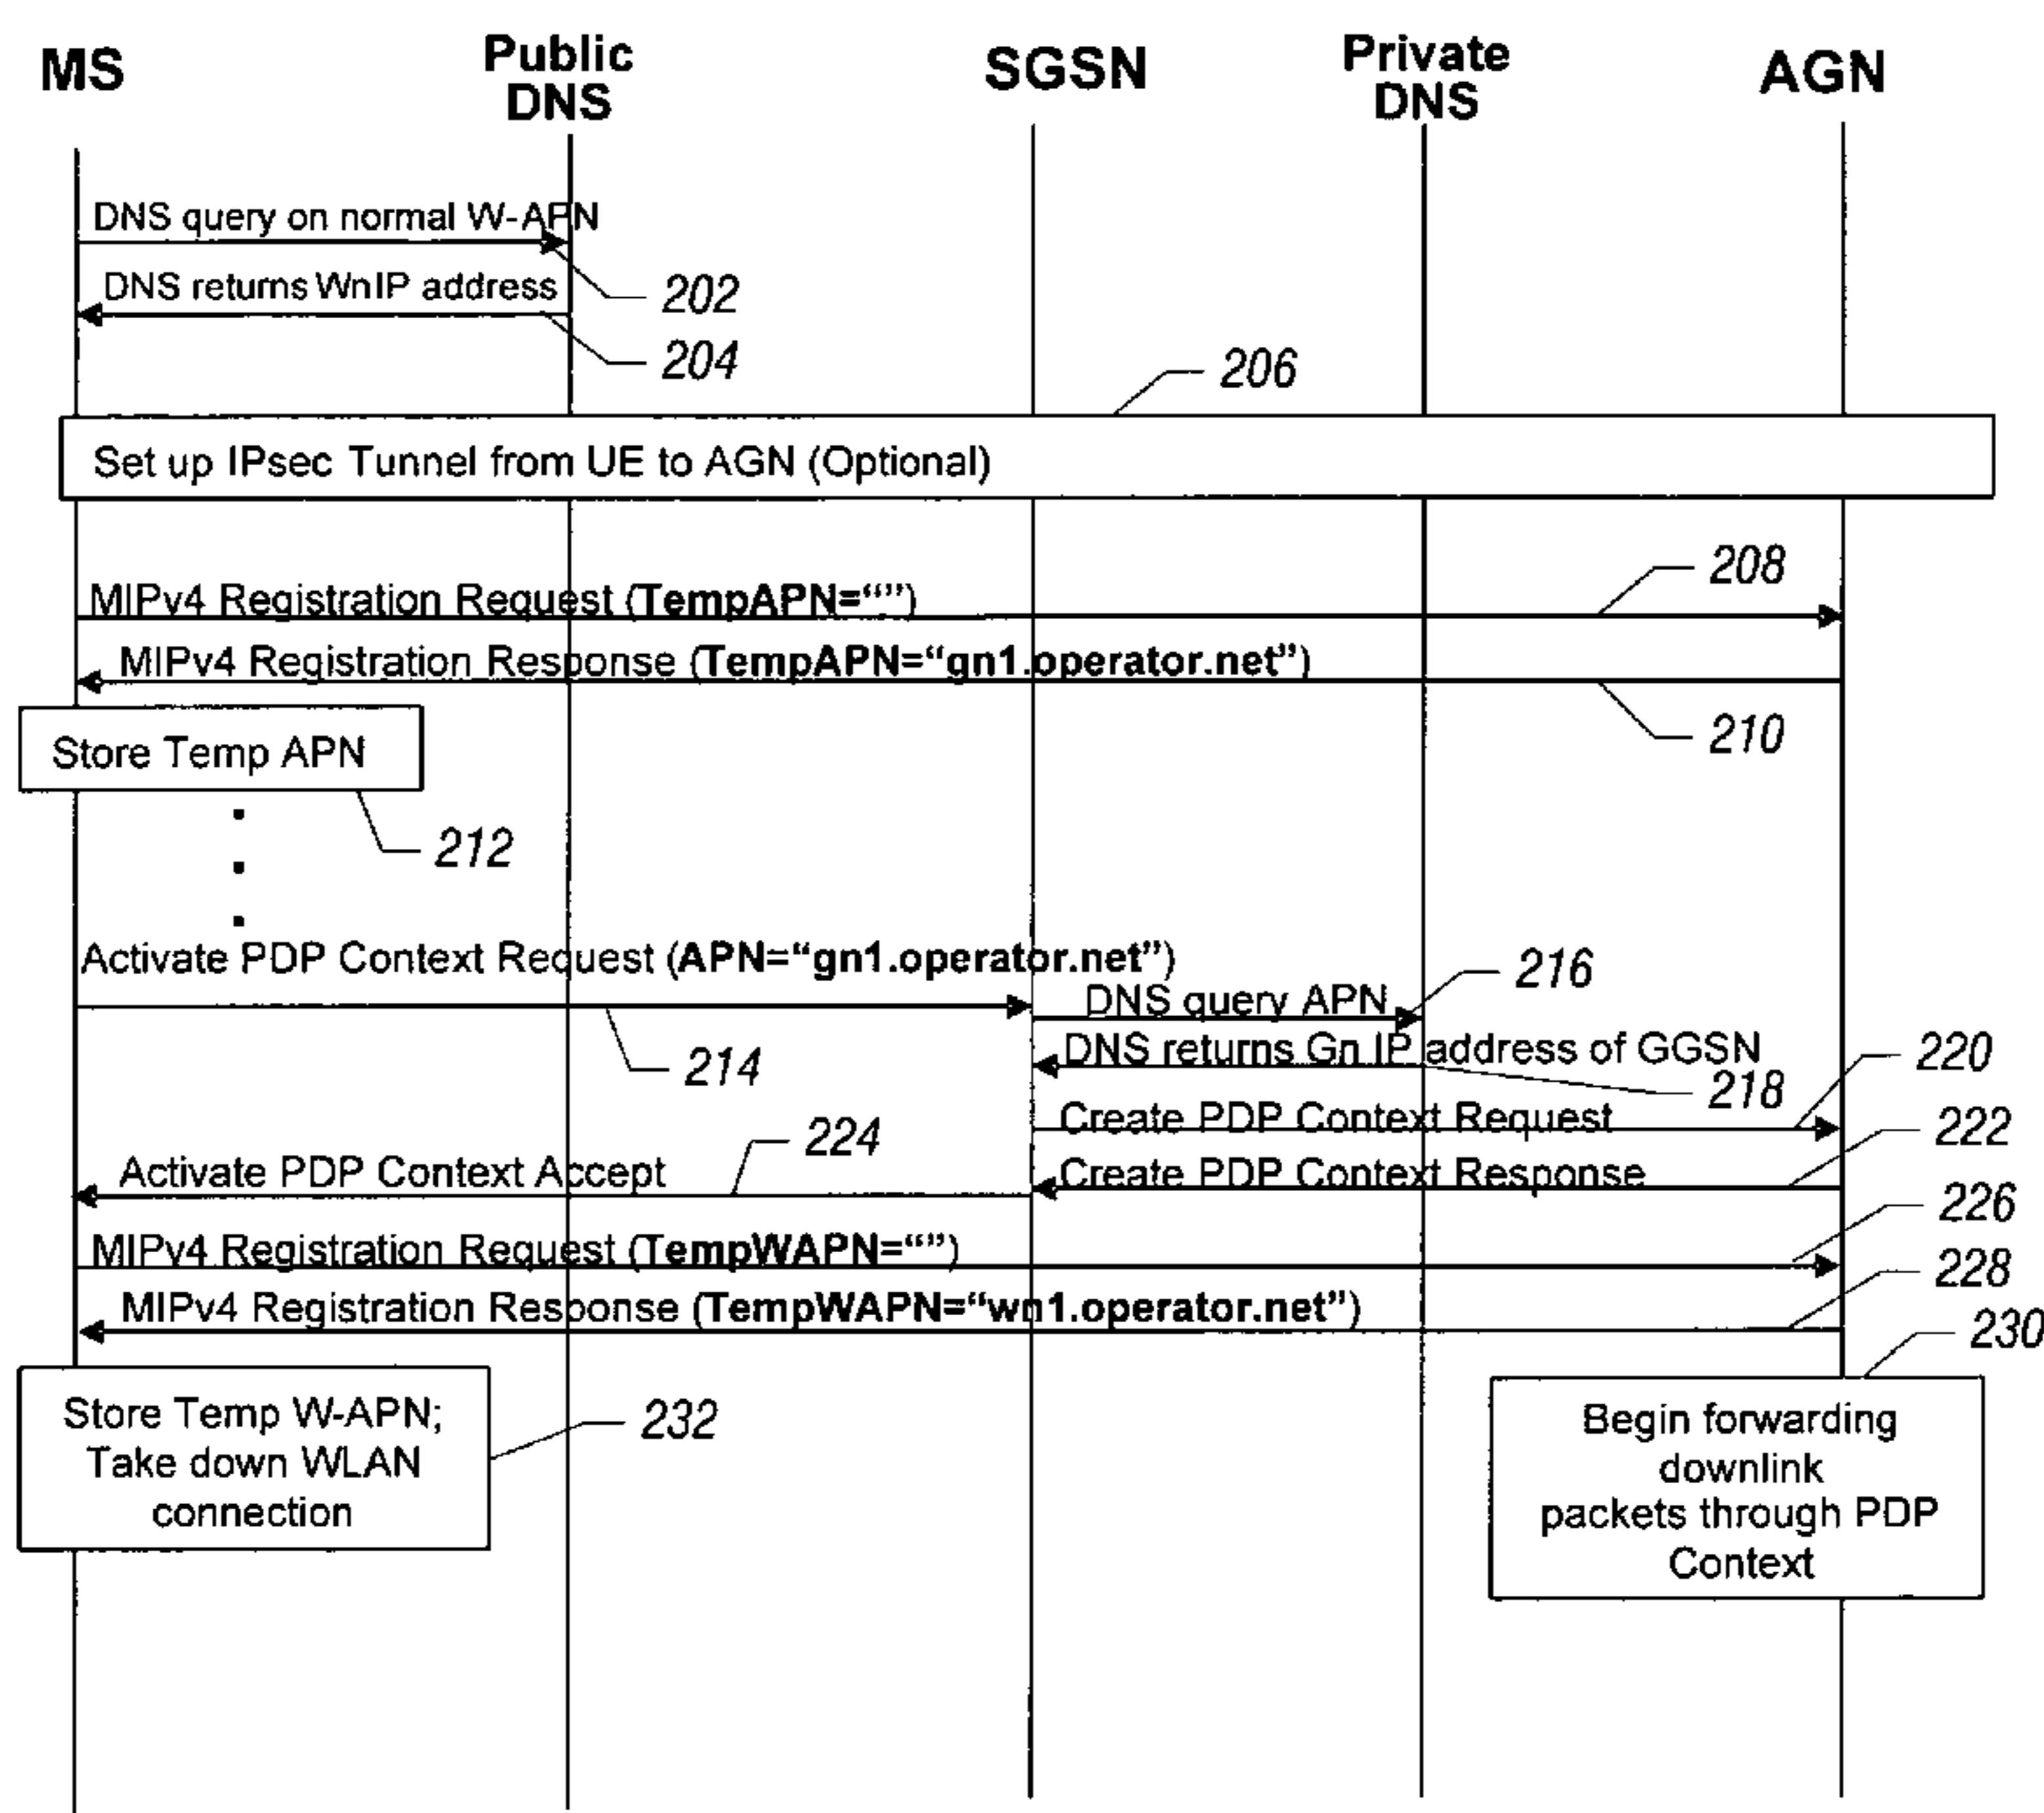 MS
Public
DNS
SGSN
Private
DNS
AGN
DNS query on normal W-APN
202
DNS returns WnIP address
204
206
Set up IPsec Tunnel from UE to AGN (Optional)
208
MIPv4 Registration Request (TempAPN="")
MIPv4 Registration Response (TempAPN="gn1.operator.net")
210
Store Temp APN
212
Activate PDP Context Request (APN="gn1.operator.net")
214
DNS query APN
216
DNS returns Gn IP address of GGSN
218
220
Create PDP Context Request
222
Create PDP Context Response
224
Activate PDP Context Accept
226
MIPv4 Registration Request (TempWAPN="")
228
MIPv4 Registration Response (TempWAPN="wn1.operator.net")
230
Store Temp W-APN;
Take down WLAN
connection
232
Begin forwarding
downlink
packets through PDP
Context